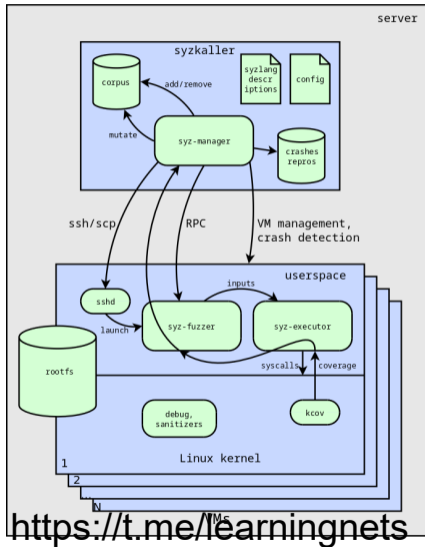 server
syzkaller
corpus
add/remove
syzlang
descr
iptions
config
mutate
syz-manager
crashes
repros
ssh/scp
RPC
VM management,
crash detection
userspace
sshd
inputs
launch
syz-fuzzer
syz-executor
rootfs
syscalls
coverage
debug,
sanitizers
kcov
Linux kernel
1
2
...
N
VMs
https://t.me/learningnets